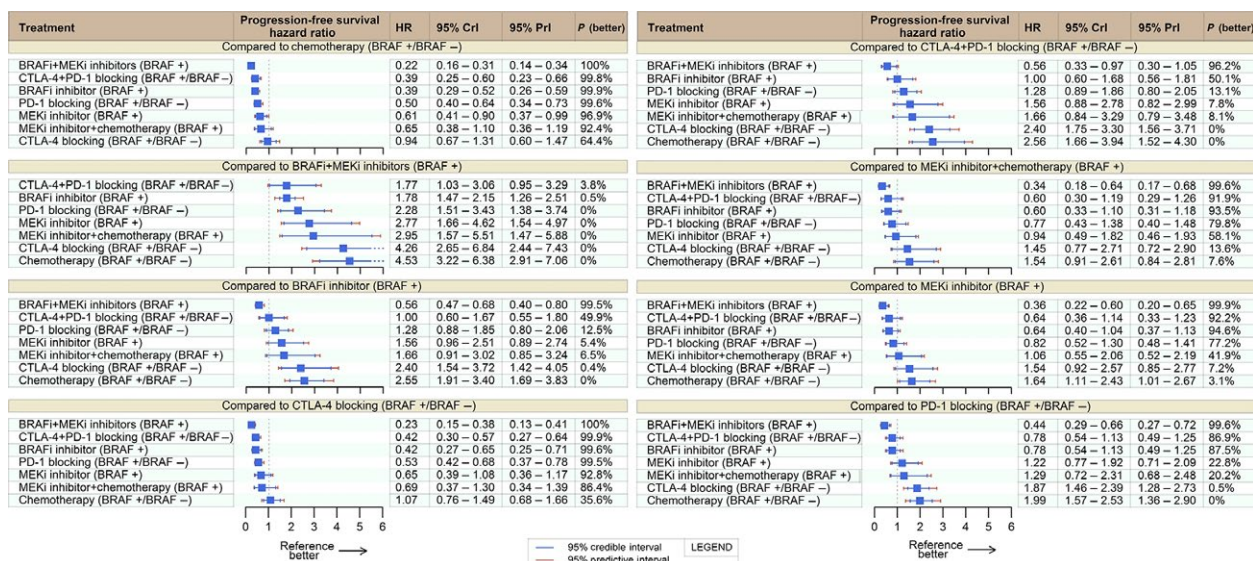 Treatment Progression-free survival hazard ratio HR 95% CrI 95% PrI P (better)
Compared to chemotherapy (BRAF +/BRAF −)
BRAFi+MEKi inhibitors (BRAF +) 0.22 0.16 – 0.31 0.14 – 0.34 100%
CTLA-4+PD-1 blocking (BRAF +/BRAF−) 0.39 0.25 – 0.60 0.23 – 0.66 99.8%
BRAFi inhibitor (BRAF +) 0.39 0.29 – 0.52 0.26 – 0.59 99.9%
PD-1 blocking (BRAF +/BRAF −) 0.50 0.40 – 0.64 0.34 – 0.73 99.6%
MEKi inhibitor (BRAF +) 0.61 0.41 – 0.90 0.37 – 0.99 96.9%
MEKi inhibitor+chemotherapy (BRAF +) 0.65 0.38 – 1.10 0.36 – 1.19 92.4%
CTLA-4 blocking (BRAF +/BRAF −) 0.94 0.67 – 1.31 0.60 – 1.47 64.4%
Compared to BRAFi+MEKi inhibitors (BRAF +)
CTLA-4+PD-1 blocking (BRAF +/BRAF−) 1.77 1.03 – 3.06 0.95 – 3.29 3.8%
BRAFi inhibitor (BRAF +) 1.78 1.47 – 2.15 1.26 – 2.51 0.5%
PD-1 blocking (BRAF +/BRAF −) 2.28 1.51 – 3.43 1.38 – 3.74 0%
MEKi inhibitor (BRAF +) 2.77 1.66 – 4.62 1.54 – 4.97 0%
MEKi inhibitor+chemotherapy (BRAF +) 2.95 1.57 – 5.51 1.47 – 5.88 0%
CTLA-4 blocking (BRAF +/BRAF −) 4.26 2.65 – 6.84 2.44 – 7.43 0%
Chemotherapy (BRAF +/BRAF −) 4.53 3.22 – 6.38 2.91 – 7.06 0%
Compared to BRAFi inhibitor (BRAF +)
BRAFi+MEKi inhibitors (BRAF +) 0.56 0.47 – 0.68 0.40 – 0.80 99.5%
CTLA-4+PD-1 blocking (BRAF +/BRAF−) 1.00 0.60 – 1.67 0.55 – 1.80 49.9%
PD-1 blocking (BRAF +/BRAF −) 1.28 0.88 – 1.85 0.80 – 2.06 12.5%
MEKi inhibitor (BRAF +) 1.56 0.96 – 2.51 0.89 – 2.74 5.4%
MEKi inhibitor+chemotherapy (BRAF +) 1.66 0.91 – 3.02 0.85 – 3.24 6.5%
CTLA-4 blocking (BRAF +/BRAF −) 2.40 1.54 – 3.72 1.42 – 4.05 0.4%
Chemotherapy (BRAF +/BRAF −) 2.55 1.91 – 3.40 1.69 – 3.83 0%
Compared to CTLA-4 blocking (BRAF +/BRAF −)
BRAFi+MEKi inhibitors (BRAF +) 0.23 0.15 – 0.38 0.13 – 0.41 100%
CTLA-4+PD-1 blocking (BRAF +/BRAF−) 0.42 0.30 – 0.57 0.27 – 0.64 99.9%
BRAFi inhibitor (BRAF +) 0.42 0.27 – 0.65 0.25 – 0.71 99.9%
PD-1 blocking (BRAF +/BRAF −) 0.53 0.42 – 0.68 0.37 – 0.78 99.5%
MEKi inhibitor (BRAF +) 0.65 0.39 – 1.08 0.36 – 1.17 92.8%
MEKi inhibitor+chemotherapy (BRAF +) 0.69 0.37 – 1.30 0.34 – 1.39 86.4%
Chemotherapy (BRAF +/BRAF −) 1.07 0.76 – 1.49 0.68 – 1.66 35.6%
0 1 2 3 4 5 6
Reference better
Treatment Progression-free survival hazard ratio HR 95% CrI 95% PrI P (better)
Compared to CTLA-4+PD-1 blocking (BRAF +/BRAF −)
BRAFi+MEKi inhibitors (BRAF +) 0.56 0.33 – 0.97 0.30 – 1.05 96.2%
BRAFi inhibitor (BRAF +) 1.00 0.60 – 1.68 0.56 – 1.81 50.1%
PD-1 blocking (BRAF +/BRAF −) 1.28 0.89 – 1.86 0.80 – 2.05 13.1%
MEKi inhibitor (BRAF +) 1.56 0.88 – 2.78 0.82 – 2.99 7.8%
MEKi inhibitor+chemotherapy (BRAF +) 1.66 0.84 – 3.29 0.79 – 3.48 8.1%
CTLA-4 blocking (BRAF +/BRAF −) 2.40 1.75 – 3.30 1.56 – 3.71 0%
Chemotherapy (BRAF +/BRAF −) 2.56 1.66 – 3.94 1.52 – 4.30 0%
Compared to MEKi inhibitor+chemotherapy (BRAF +)
BRAFi+MEKi inhibitors (BRAF +) 0.34 0.18 – 0.64 0.17 – 0.68 99.6%
CTLA-4+PD-1 blocking (BRAF +/BRAF−) 0.60 0.30 – 1.19 0.29 – 1.26 91.9%
BRAFi inhibitor (BRAF +) 0.60 0.33 – 1.10 0.31 – 1.18 93.5%
PD-1 blocking (BRAF +/BRAF −) 0.77 0.43 – 1.38 0.40 – 1.48 79.8%
MEKi inhibitor (BRAF +) 0.94 0.49 – 1.82 0.46 – 1.93 58.1%
CTLA-4 blocking (BRAF +/BRAF −) 1.45 0.77 – 2.71 0.72 – 2.90 13.6%
Chemotherapy (BRAF +/BRAF −) 1.54 0.91 – 2.61 0.84 – 2.81 7.6%
Compared to MEKi inhibitor (BRAF +)
BRAFi+MEKi inhibitors (BRAF +) 0.36 0.22 – 0.60 0.20 – 0.65 99.9%
CTLA-4+PD-1 blocking (BRAF +/BRAF−) 0.64 0.36 – 1.14 0.33 – 1.23 92.2%
BRAFi inhibitor (BRAF +) 0.64 0.40 – 1.04 0.37 – 1.13 94.6%
PD-1 blocking (BRAF +/BRAF −) 0.82 0.52 – 1.30 0.48 – 1.41 77.2%
MEKi inhibitor+chemotherapy (BRAF +) 1.06 0.55 – 2.06 0.52 – 2.19 41.9%
CTLA-4 blocking (BRAF +/BRAF −) 1.54 0.92 – 2.57 0.85 – 2.77 7.2%
Chemotherapy (BRAF +/BRAF −) 1.64 1.11 – 2.43 1.01 – 2.67 3.1%
Compared to PD-1 blocking (BRAF +/BRAF −)
BRAFi+MEKi inhibitors (BRAF +) 0.44 0.29 – 0.66 0.27 – 0.72 99.6%
CTLA-4+PD-1 blocking (BRAF +/BRAF−) 0.78 0.54 – 1.13 0.49 – 1.25 86.9%
BRAFi inhibitor (BRAF +) 0.78 0.54 – 1.13 0.49 – 1.25 87.5%
MEKi inhibitor (BRAF +) 1.22 0.77 – 1.92 0.71 – 2.09 22.8%
MEKi inhibitor+chemotherapy (BRAF +) 1.29 0.72 – 2.31 0.68 – 2.48 20.2%
CTLA-4 blocking (BRAF +/BRAF −) 1.87 1.46 – 2.39 1.28 – 2.73 0.5%
Chemotherapy (BRAF +/BRAF −) 1.99 1.57 – 2.53 1.36 – 2.90 0%
0 1 2 3 4 5 6
Reference better
95% credible interval LEGEND
95% predictive interval